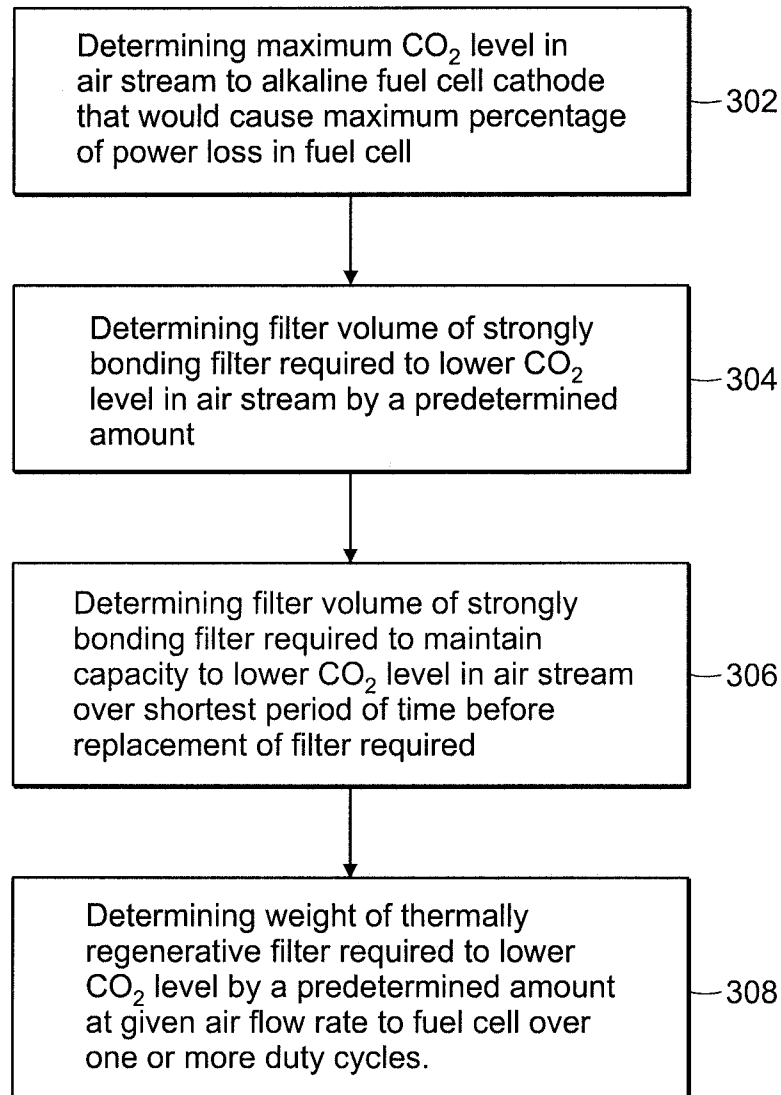 Determining maximum CO₂ level in
air stream to alkaline fuel cell cathode
that would cause maximum percentage
of power loss in fuel cell
302
Determining filter volume of strongly
bonding filter required to lower CO₂
level in air stream by a predetermined
amount
304
Determining filter volume of strongly
bonding filter required to maintain
capacity to lower CO₂ level in air stream
over shortest period of time before
replacement of filter required
306
Determining weight of thermally
regenerative filter required to lower
CO₂ level by a predetermined amount
at given air flow rate to fuel cell over
one or more duty cycles.
308